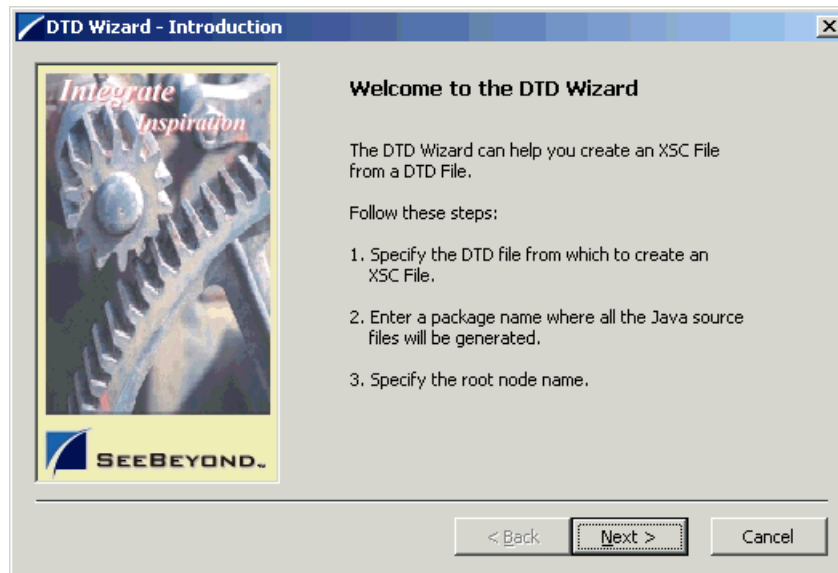 DTD Wizard - Introduction
Integrate
Inspiration
SEEBEYOND™
Welcome to the DTD Wizard
The DTD Wizard can help you create an XSC File
from a DTD File.
Follow these steps:
1. Specify the DTD file from which to create an
XSC File.
2. Enter a package name where all the Java source
files will be generated.
3. Specify the root node name.
< Back
Next >
Cancel